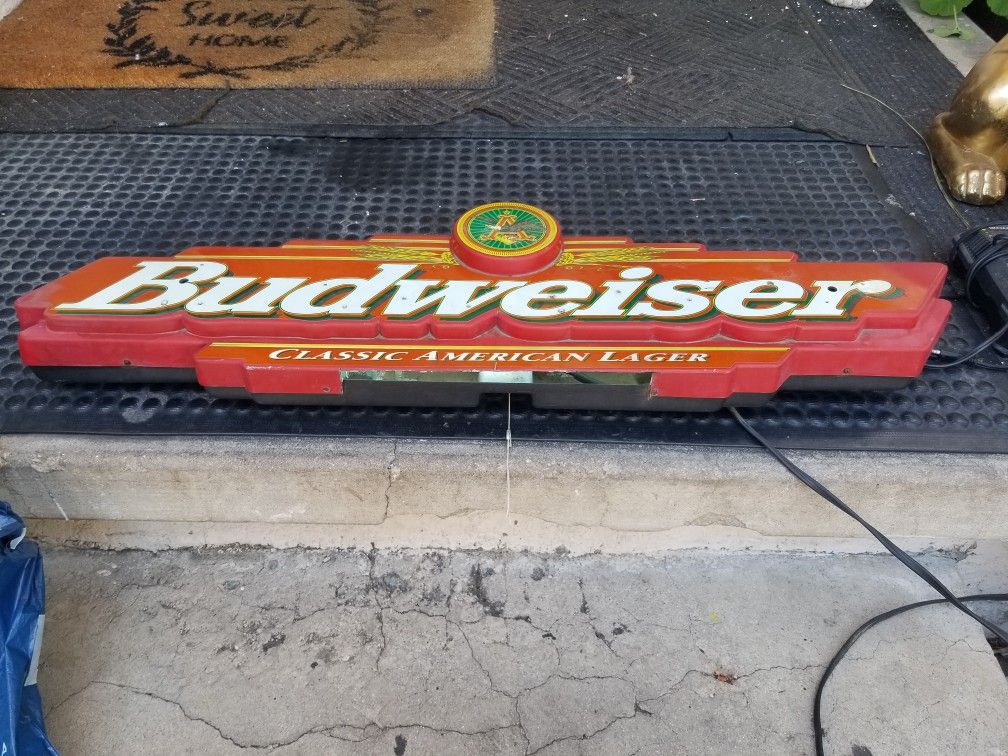 Sweet
HOME
Budweiser
CLASSIC AMERICAN LAGER